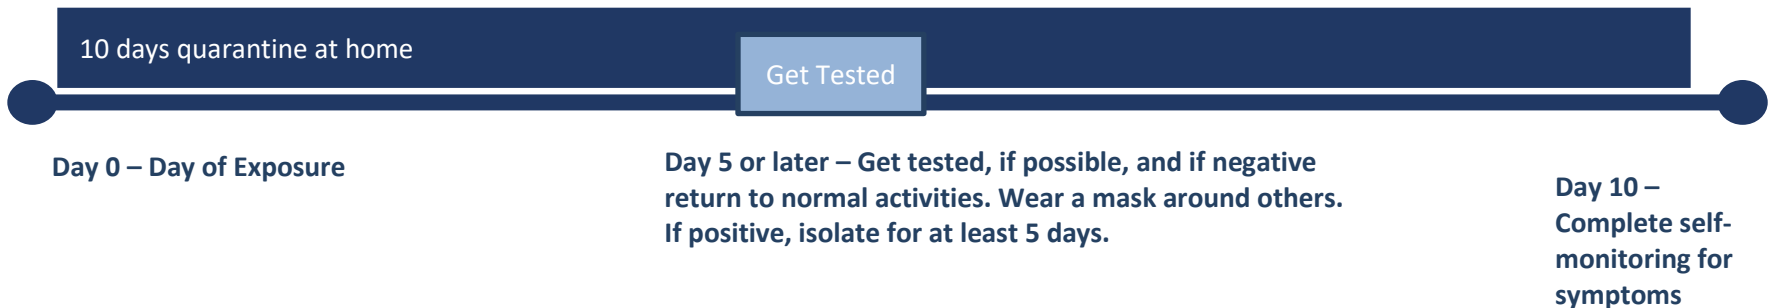 10 days quarantine at home
Get Tested
Day 0 – Day of Exposure
Day 5 or later – Get tested, if possible, and if negative
return to normal activities. Wear a mask around others.
If positive, isolate for at least 5 days.
Day 10 –
Complete self-
monitoring for
symptoms